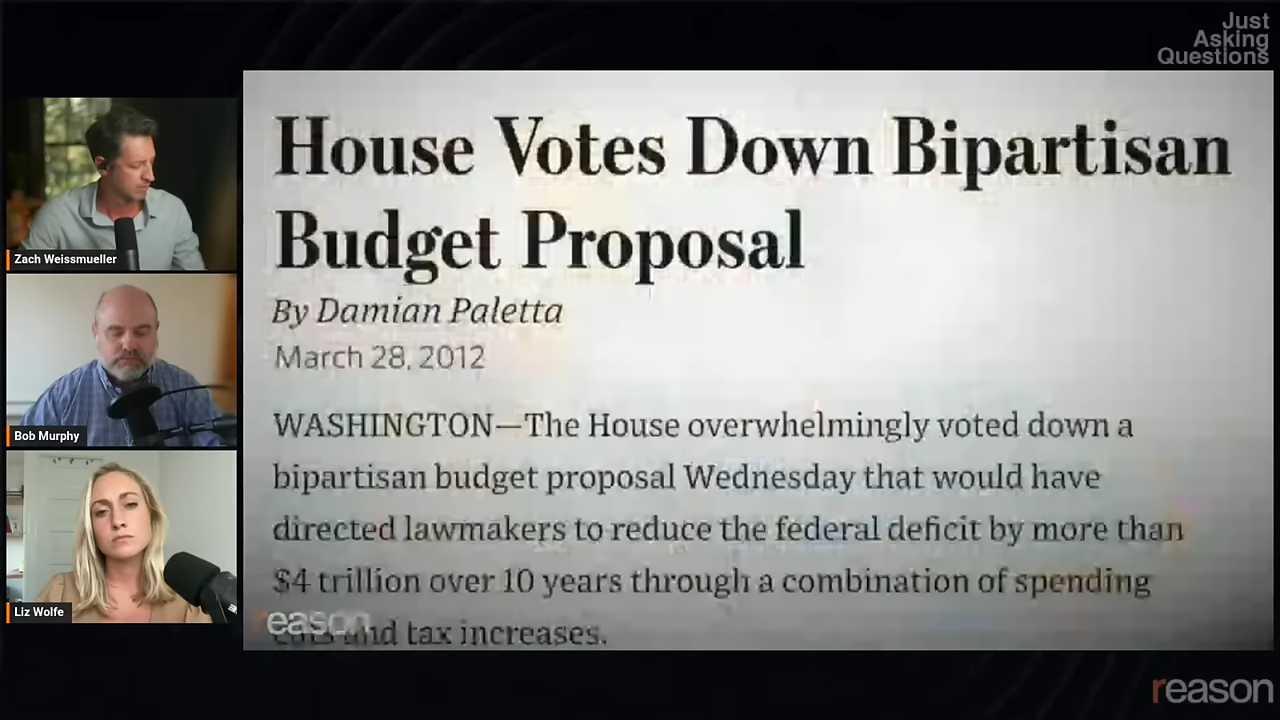 Just
Asking
Questions
House Votes Down Bipartisan
Budget Proposal
By Damian Paletta
March 28, 2012
WASHINGTON—The House overwhelmingly voted down a
bipartisan budget proposal Wednesday that would have
directed lawmakers to reduce the federal deficit by more than
$4 trillion over 10 years through a combination of spending
cuts and tax increases.
reason
Zach Weissmueller
Bob Murphy
Liz Wolfe
reason